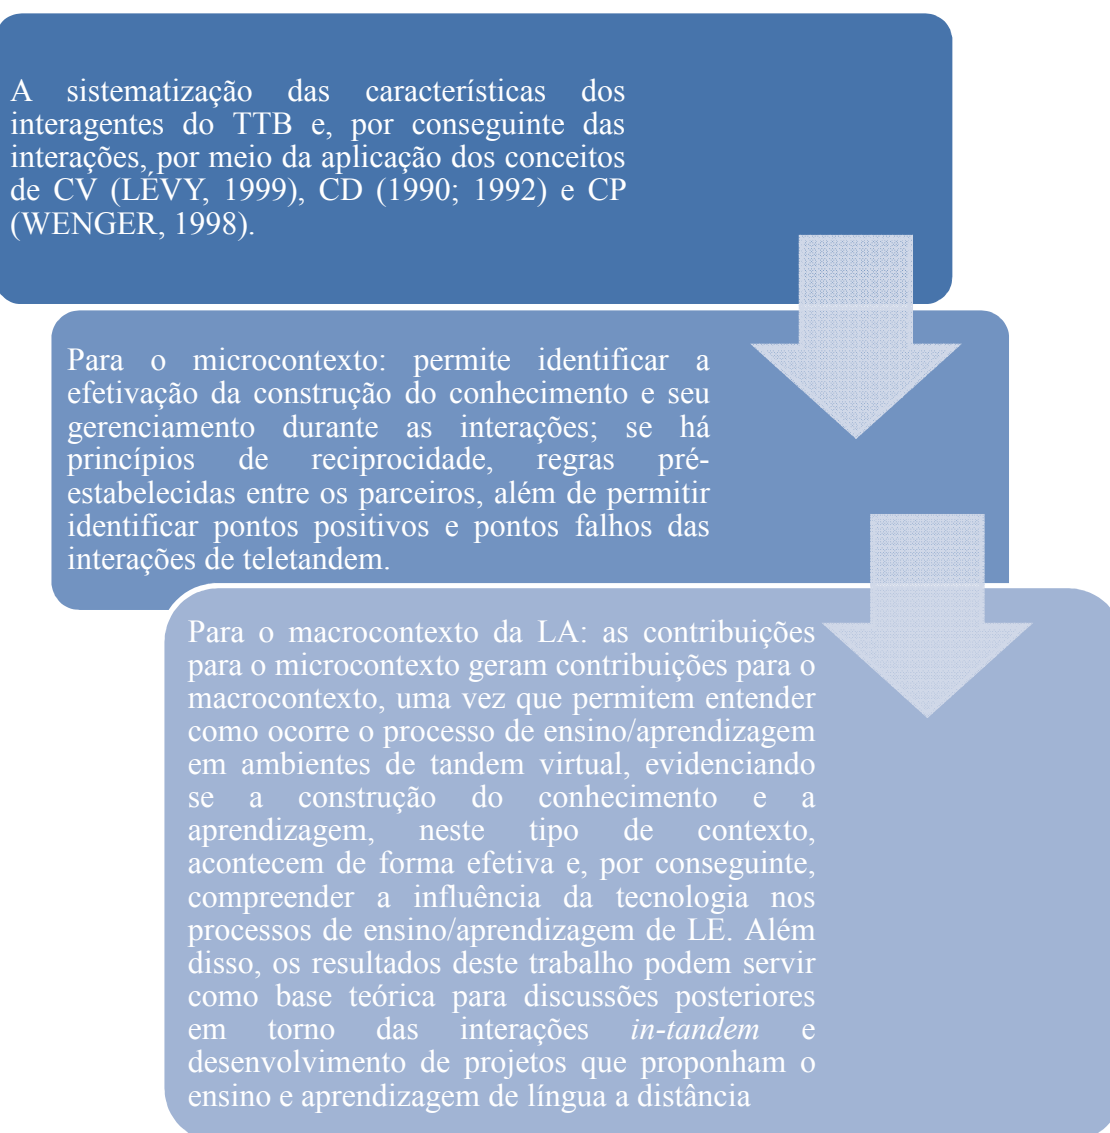 A sistematização das características dos
interagentes do TTB e, por conseguinte das
interações, por meio da aplicação dos conceitos
de CV (LÉVY, 1999), CD (1990; 1992) e CP
(WENGER, 1998).
Para o microcontexto: permite identificar a
efetivação da construção do conhecimento e seu
gerenciamento durante as interações; se há
princípios de reciprocidade, regras pré-
estabelecidas entre os parceiros, além de permitir
identificar pontos positivos e pontos falhos das
interações de teletandem.
Para o macrocontexto da LA: as contribuições
para o microcontexto geram contribuições para o
macrocontexto, uma vez que permitem entender
como ocorre o processo de ensino/aprendizagem
em ambientes de tandem virtual, evidenciando
se a construção do conhecimento e a
aprendizagem, neste tipo de contexto,
acontecem de forma efetiva e, por conseguinte,
compreender a influência da tecnologia nos
processos de ensino/aprendizagem de LE. Além
disso, os resultados deste trabalho podem servir
como base teórica para discussões posteriores
em torno das interações in-tandem e
desenvolvimento de projetos que proponham o
ensino e aprendizagem de língua a distância